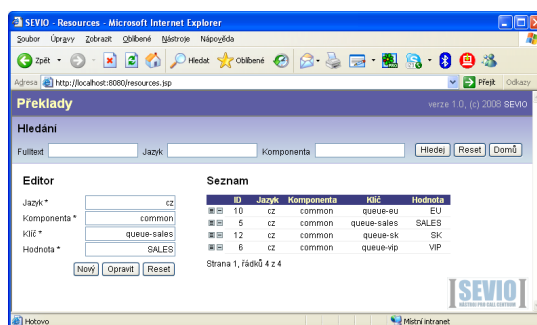 SEVIO - Resources - Microsoft Internet Explorer
Soubor Úpravy Zobrazit Oblíbené Nástroje Nápověda
Zpět Hledat Oblíbené
Adresa http://localhost:8080/resources.jsp Přejít Odkazy
Překlady verze 1.0, (c) 2008 SEVIO
Hledání
Fulltext Jazyk Komponenta Hledej Reset Domů
Editor
Jazyk * cz
Komponenta * common
Klíč * queue-sales
Hodnota * SALES
Nový Opravit Reset
Seznam
ID Jazyk Komponenta Klíč Hodnota
10 cz common queue-eu EU
5 cz common queue-sales SALES
12 cz common queue-sk SK
6 cz common queue-vip VIP
Strana 1, řádků 4 z 4
[SEVIO]
NÁSTROJ PRO CALL CENTRUM
Hotovo Místní intranet